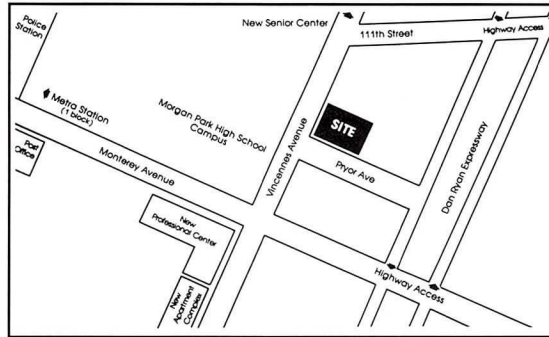 Police
Station
New Senior Center
111th Street
Highway Access
Metra Station
(1 block)
Morgan Park High School
Campus
Vincennes Avenue
SITE
Post
Office
Monterey Avenue
Pryor Ave
Dan Ryan Expressway
New
Professional Center
Highway Access
New
Apartment
Complex